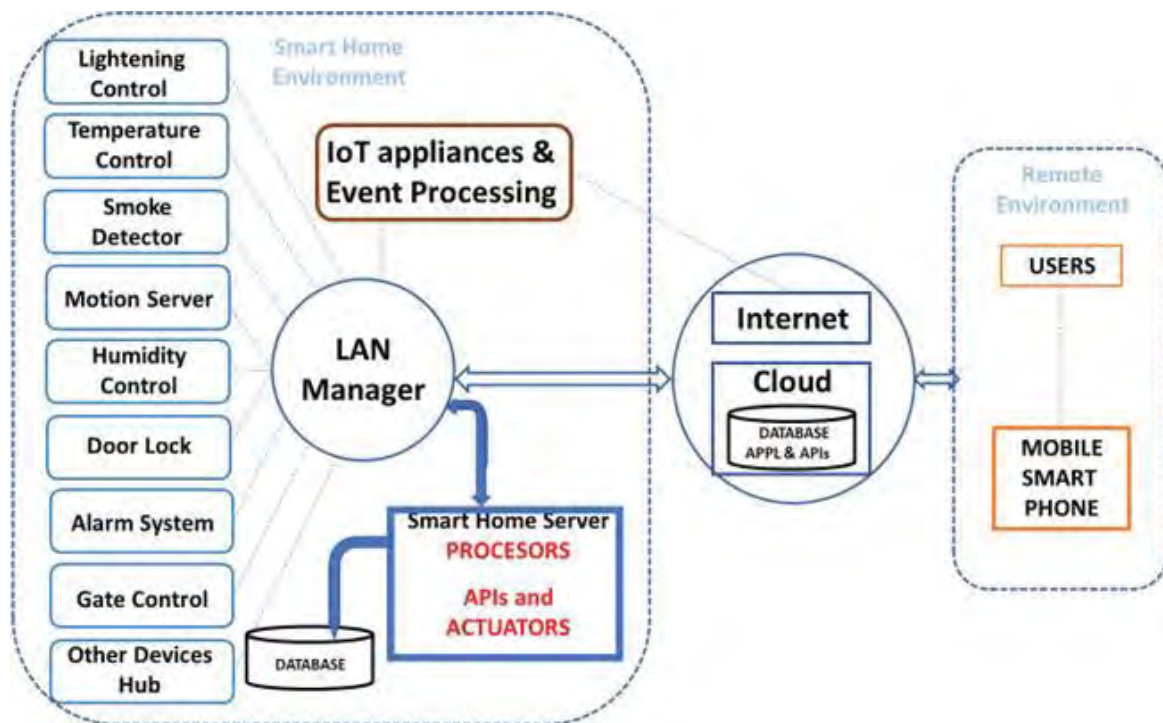 Lightening
Control
Temperature
Control
Smoke
Detector
Motion Server
Humidity
Control
Door Lock
Alarm System
Gate Control
Other Devices
Hub
Smart Home
Environment
IoT appliances &
Event Processing
LAN
Manager
Smart Home Server
PROCESORS
APIs and
ACTUATORS
DATABASE
Internet
Cloud
DATABASE
APPL & APIs
Remote
Environment
USERS
MOBILE
SMART
PHONE